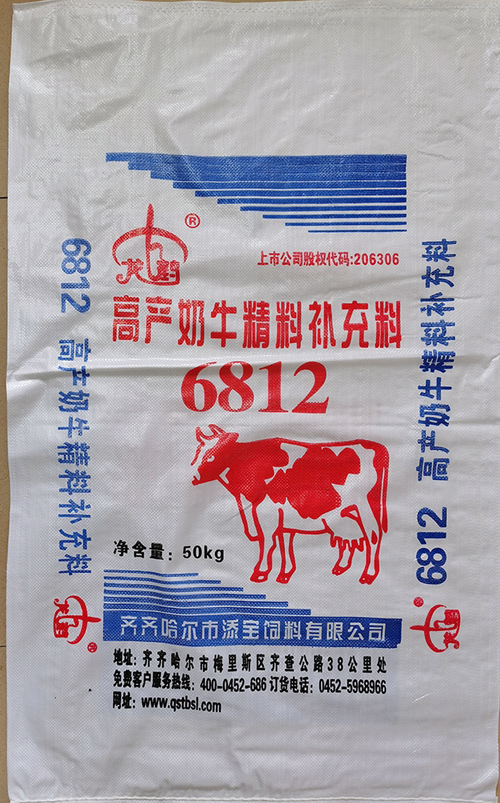 ®
上市公司股权代码:206306
高产奶牛精料补充料
6812
净含量：50kg
齐齐哈尔市添宝饲料有限公司
地址：齐齐哈尔市梅里斯区齐查公路38公里处
免费客户服务热线：400-0452-686 订货电话：0452-5968966
网址：www.qstbsl.com
6812 高产奶牛精料补充料
6812 高产奶牛精料补充料